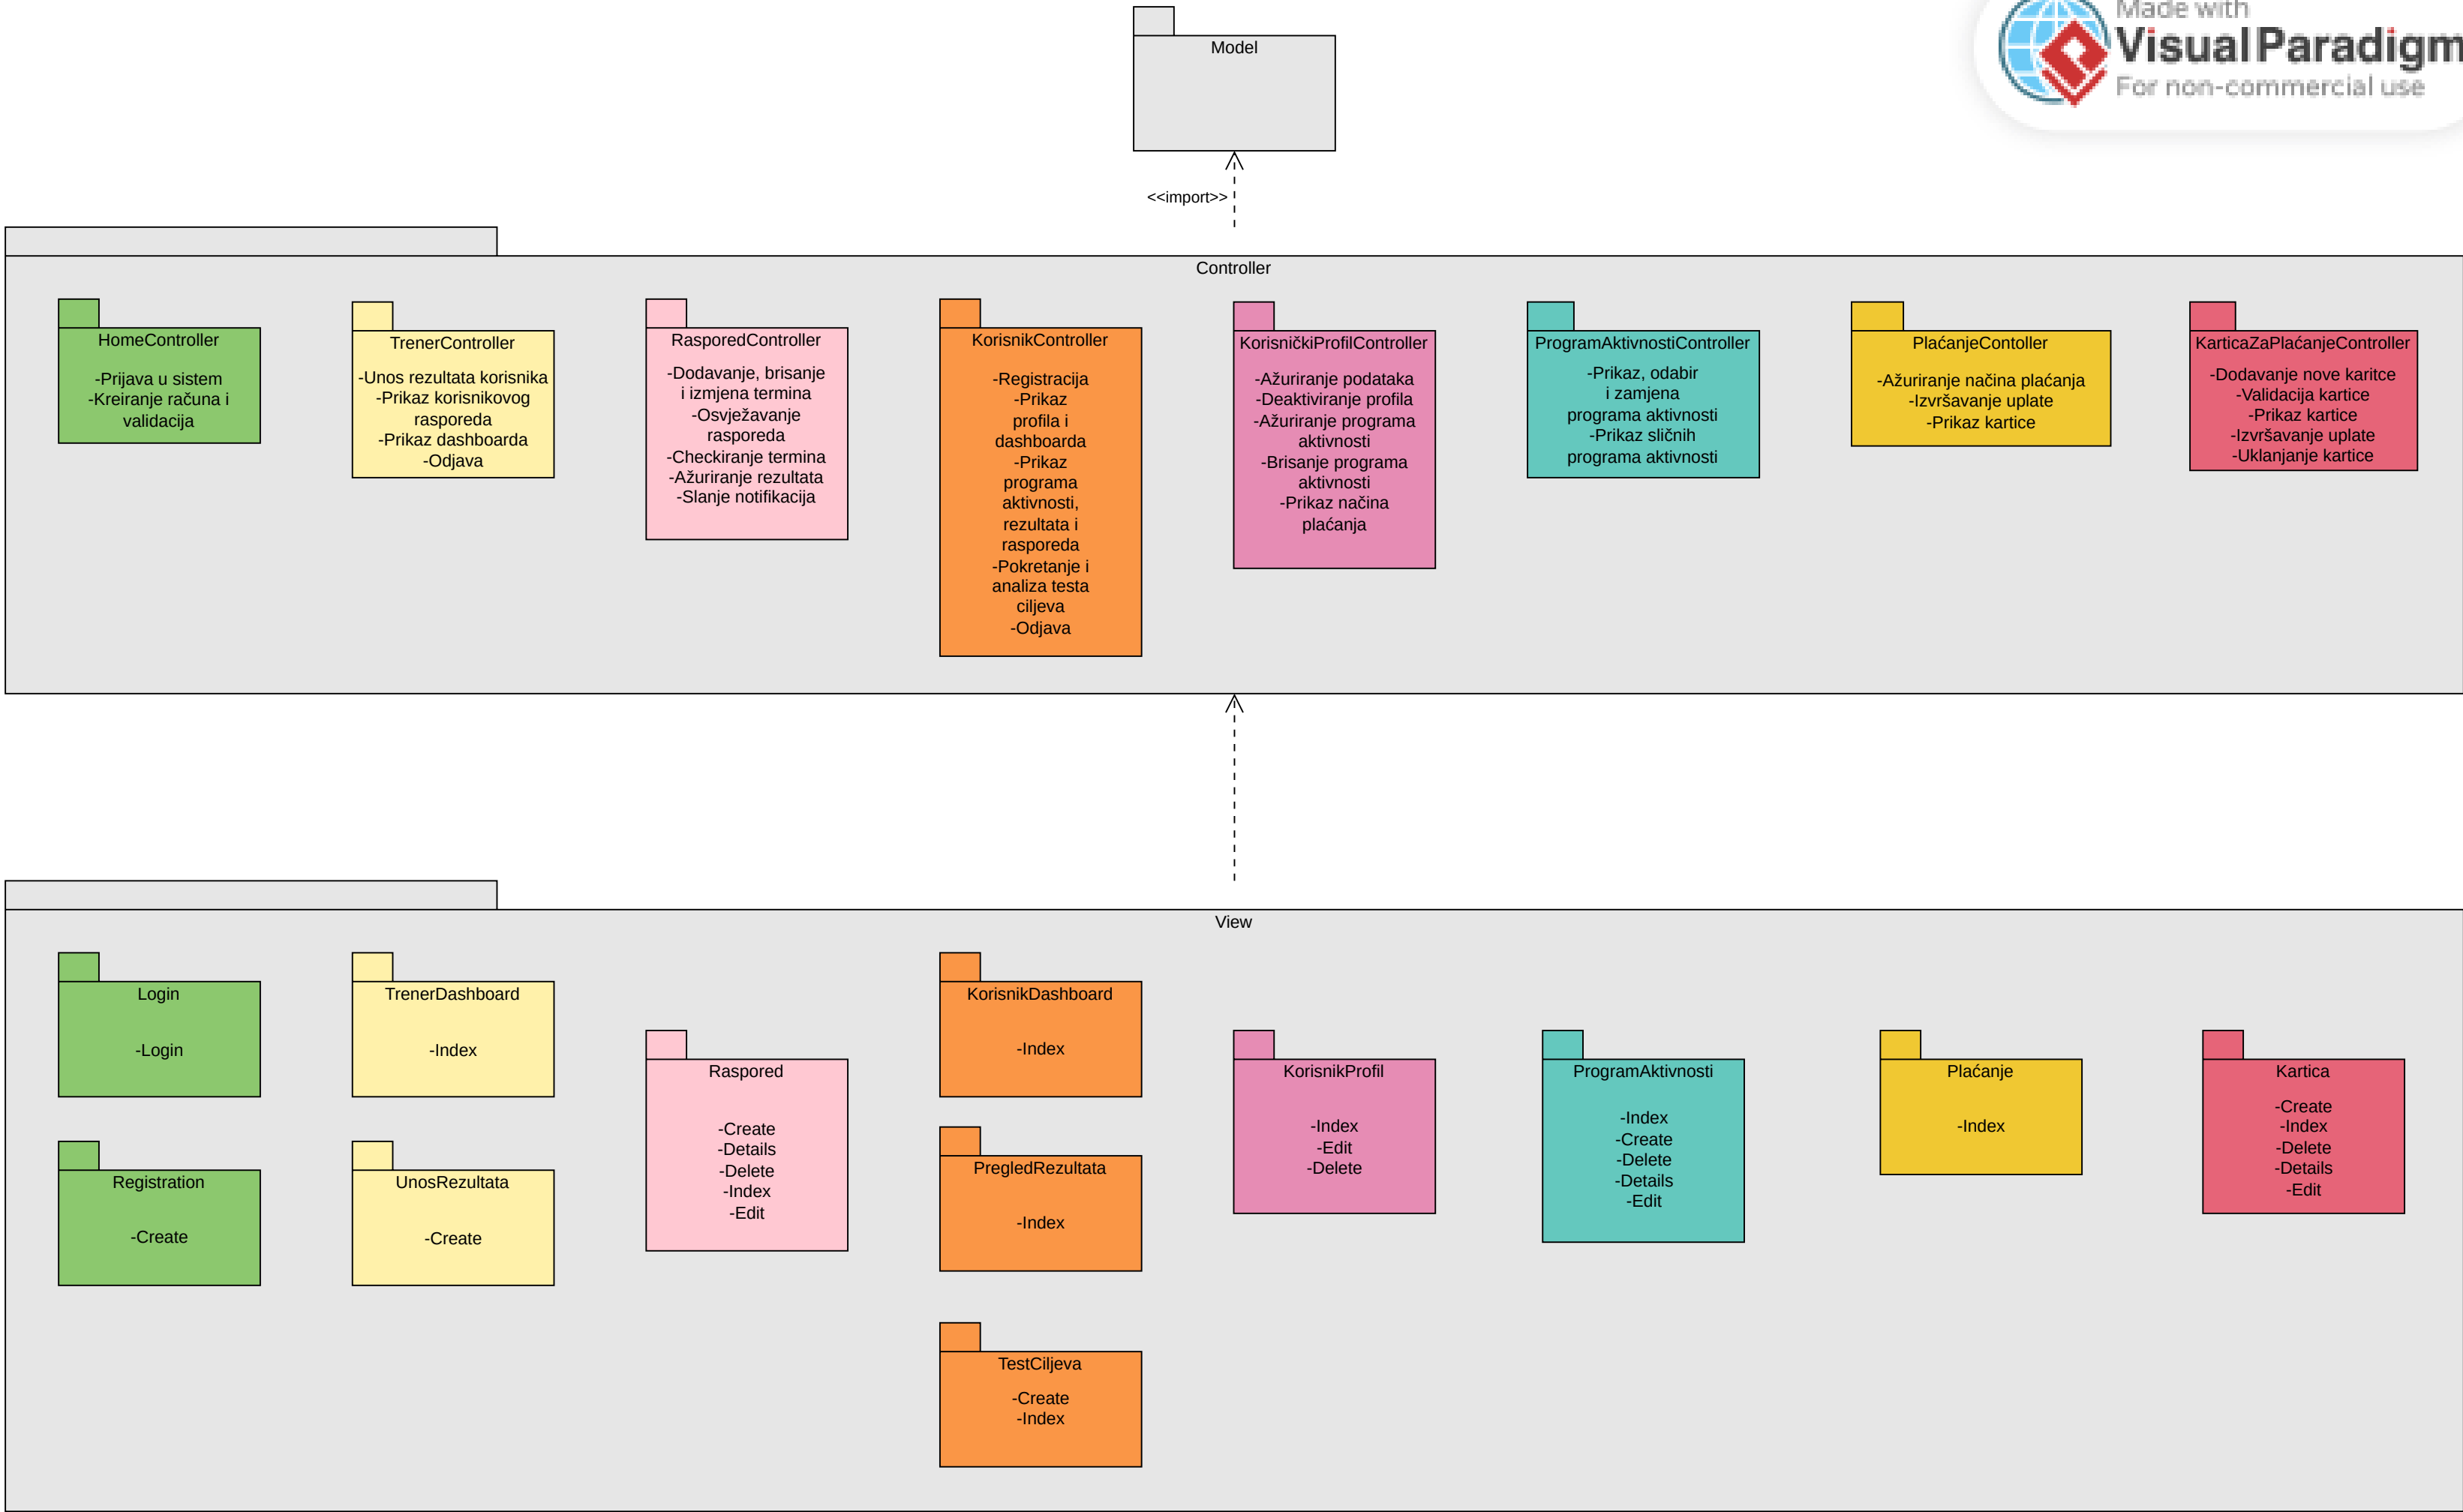 Made with
Visual Paradigm
For non-commercial use
Model
<<import>>
Controller
HomeController
-Prijava u sistem
-Kreiranje računa i
validacija
TrenerController
-Unos rezultata korisnika
-Prikaz korisnikovog
rasporeda
-Prikaz dashboarda
-Odjava
RasporedController
-Dodavanje, brisanje
i izmjena termina
-Osvježavanje
rasporeda
-Checkiranje termina
-Ažuriranje rezultata
-Slanje notifikacija
KorisnikController
-Registracija
-Prikaz
profila i
dashboarda
-Prikaz
programa
aktivnosti,
rezultata i
rasporeda
-Pokretanje i
analiza testa
ciljeva
-Odjava
KorisničkiProfilController
-Ažuriranje podataka
-Deaktiviranje profila
-Ažuriranje programa
aktivnosti
-Brisanje programa
aktivnosti
-Prikaz načina
plaćanja
ProgramAktivnostiController
-Prikaz, odabir
i zamjena
programa aktivnosti
-Prikaz sličnih
programa aktivnosti
PlaćanjeContoller
-Ažuriranje načina plaćanja
-Izvršavanje uplate
-Prikaz kartice
KarticaZaPlaćanjeController
-Dodavanje nove karitce
-Validacija kartice
-Prikaz kartice
-Izvršavanje uplate
-Uklanjanje kartice
View
Login
-Login
Registration
-Create
TrenerDashboard
-Index
UnosRezultata
-Create
Raspored
-Create
-Details
-Delete
-Index
-Edit
KorisnikDashboard
-Index
PregledRezultata
-Index
TestCiljeva
-Create
-Index
KorisnikProfil
-Index
-Edit
-Delete
ProgramAktivnosti
-Index
-Create
-Delete
-Details
-Edit
Plaćanje
-Index
Kartica
-Create
-Index
-Delete
-Details
-Edit